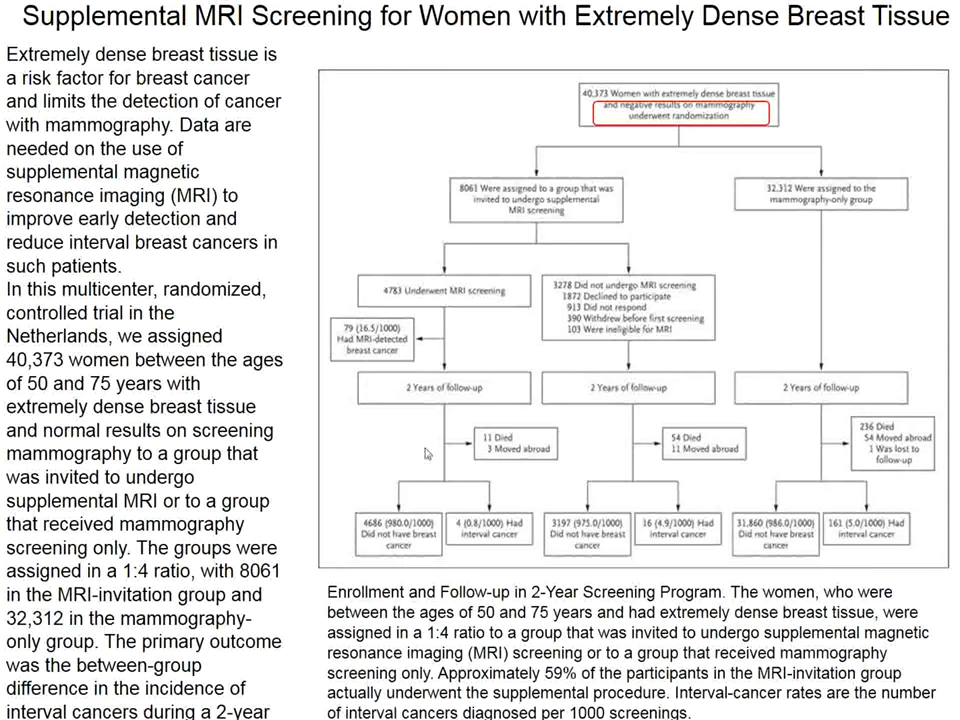 Supplemental MRI Screening for Women with Extremely Dense Breast Tissue
Extremely dense breast tissue is
a risk factor for breast cancer
and limits the detection of cancer
with mammography. Data are
needed on the use of
supplemental magnetic
resonance imaging (MRI) to
improve early detection and
reduce interval breast cancers in
such patients.
In this multicenter, randomized,
controlled trial in the
Netherlands, we assigned
40,373 women between the ages
of 50 and 75 years with
extremely dense breast tissue
and normal results on screening
mammography to a group that
was invited to undergo
supplemental MRI or to a group
that received mammography
screening only. The groups were
assigned in a 1:4 ratio, with 8061
in the MRI-invitation group and
32,312 in the mammography-
only group. The primary outcome
was the between-group
difference in the incidence of
interval cancers during a 2-year
40,373 Women with extremely dense breast tissue
and negative results on mammography
underwent randomization
8061 Were assigned to a group that was
invited to undergo supplemental
MRI screening
32,312 Were assigned to the
mammography-only group
4783 Underwent MRI screening
3278 Did not undergo MRI screening
1872 Declined to participate
913 Did not respond
390 Withdrew before first screening
103 Were ineligible for MRI
79 (16.5/1000)
Had MRI-detected
breast cancer
2 Years of follow-up
2 Years of follow-up
2 Years of follow-up
11 Died
3 Moved abroad
54 Died
11 Moved abroad
236 Died
54 Moved abroad
1 Was lost to
follow-up
4686 (980.0/1000)
Did not have breast
cancer
4 (0.8/1000) Had
interval cancer
3197 (975.0/1000)
Did not have breast
cancer
16 (4.9/1000) Had
interval cancer
31,860 (986.0/1000)
Did not have breast
cancer
161 (5.0/1000) Had
interval cancer
Enrollment and Follow-up in 2-Year Screening Program. The women, who were
between the ages of 50 and 75 years and had extremely dense breast tissue, were
assigned in a 1:4 ratio to a group that was invited to undergo supplemental magnetic
resonance imaging (MRI) screening or to a group that received mammography
screening only. Approximately 59% of the participants in the MRI-invitation group
actually underwent the supplemental procedure. Interval-cancer rates are the number
of interval cancers diagnosed per 1000 screenings.